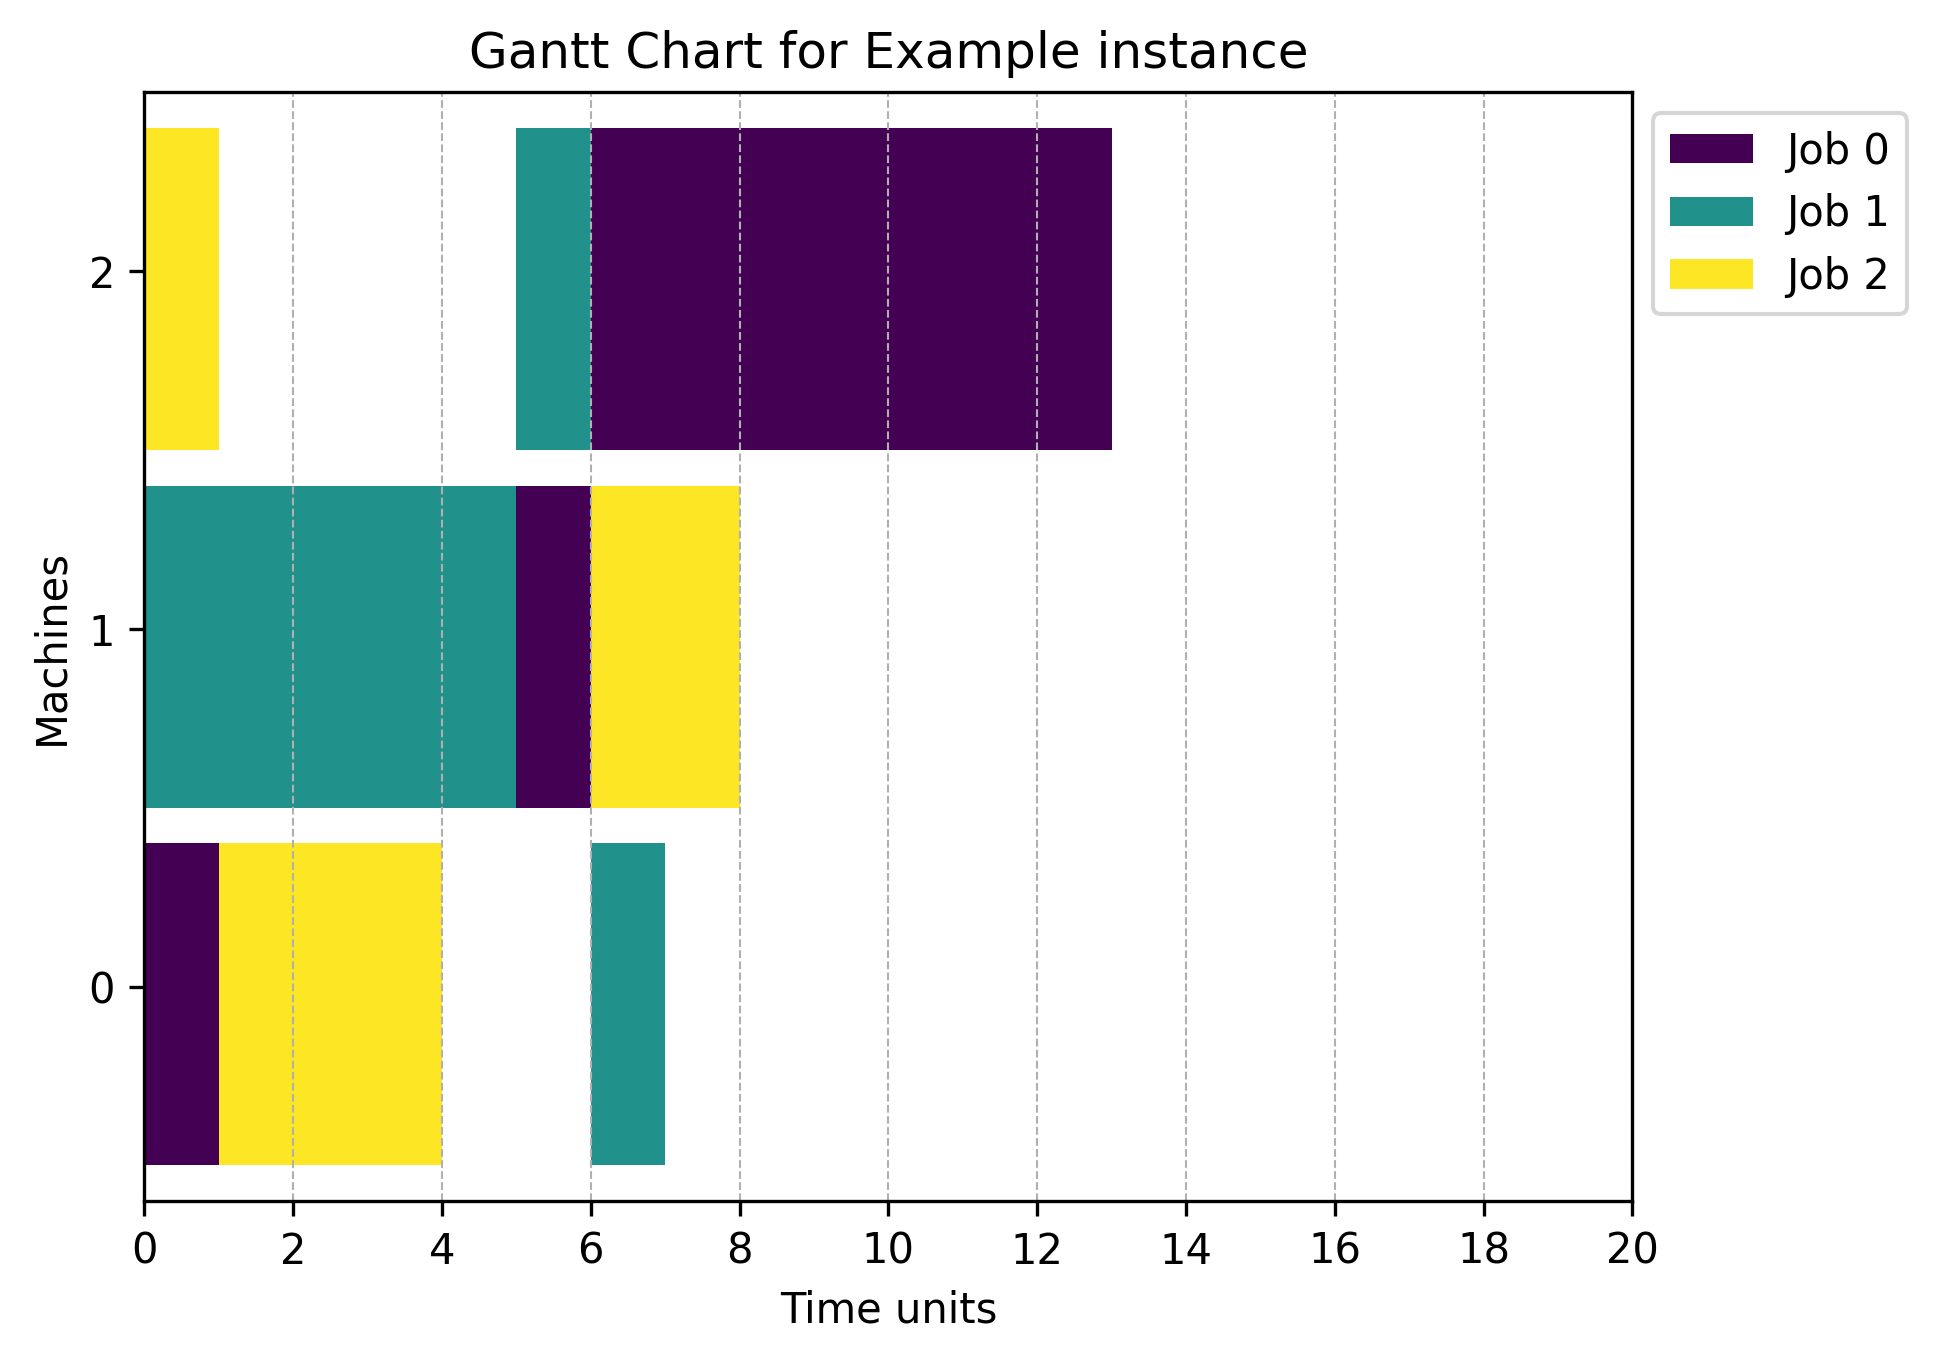 Gantt Chart for Example instance
Job 0
Job 1
Job 2
2
1
0
Machines
0 2 4 6 8 10 12 14 16 18 20
Time units